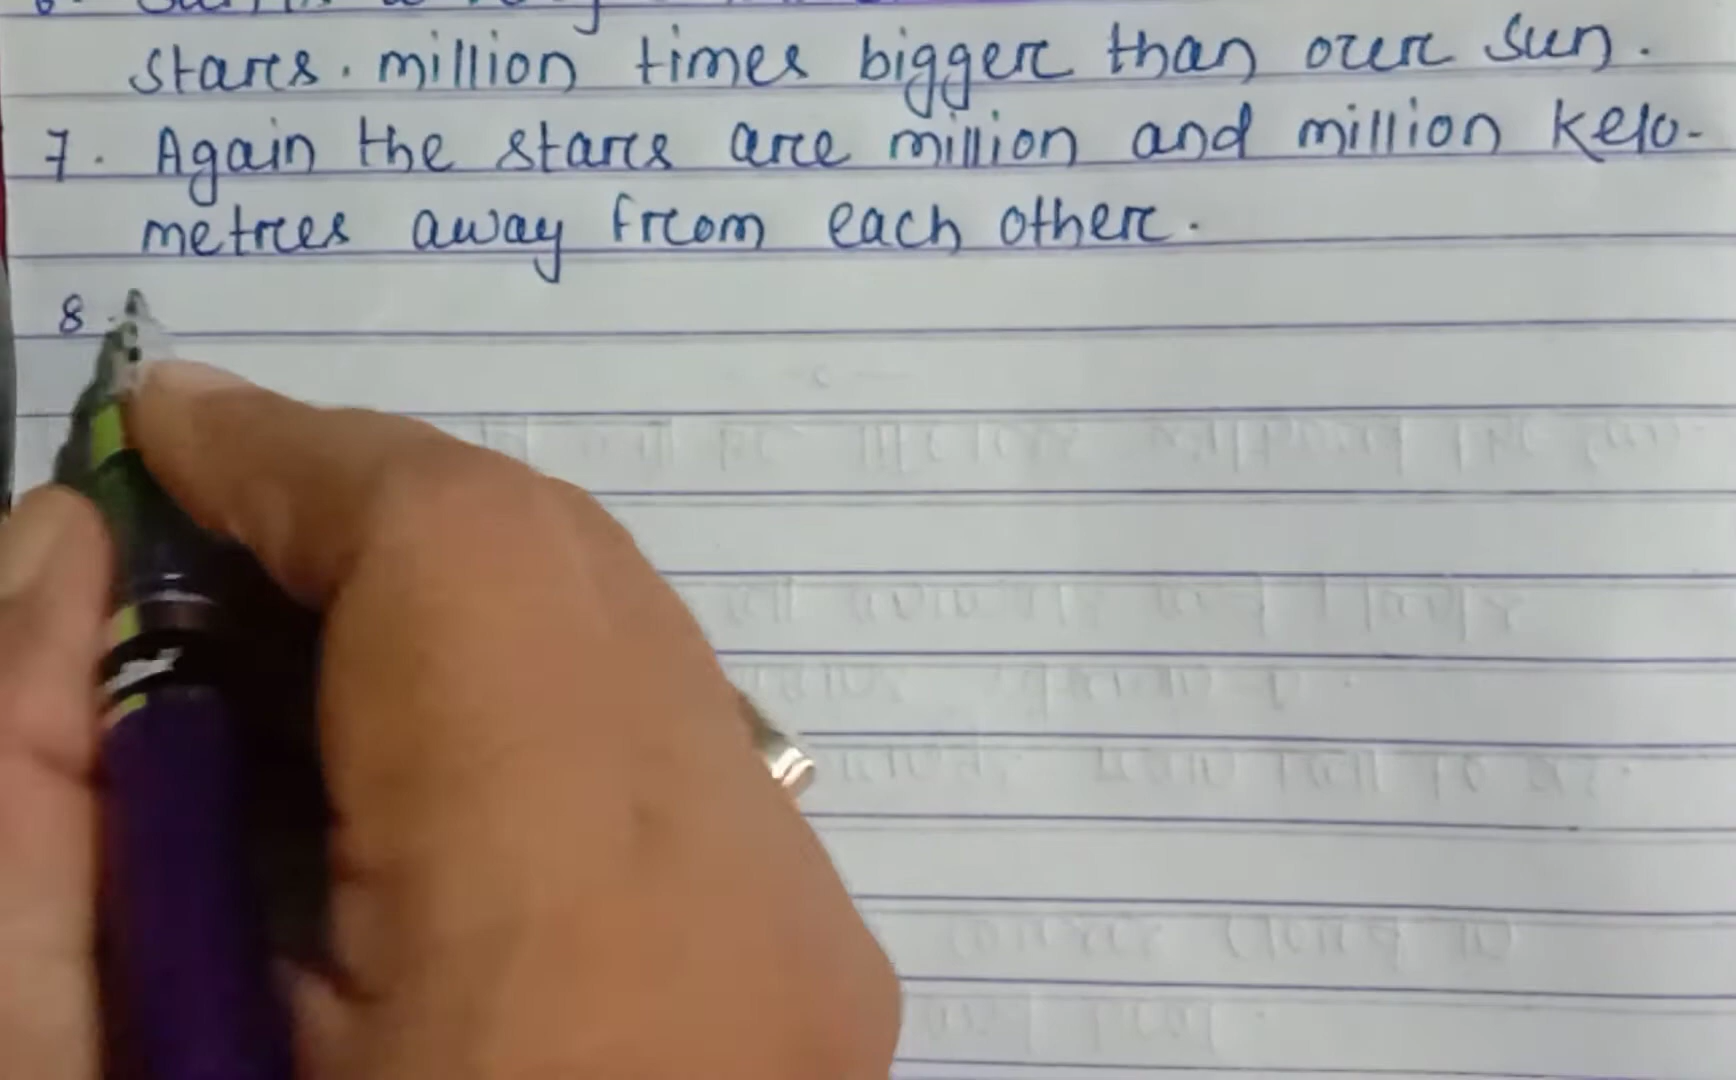 stars. million times bigger than our sun.
7. Again the stars are million and million kelo-
metres away from each other.
8.